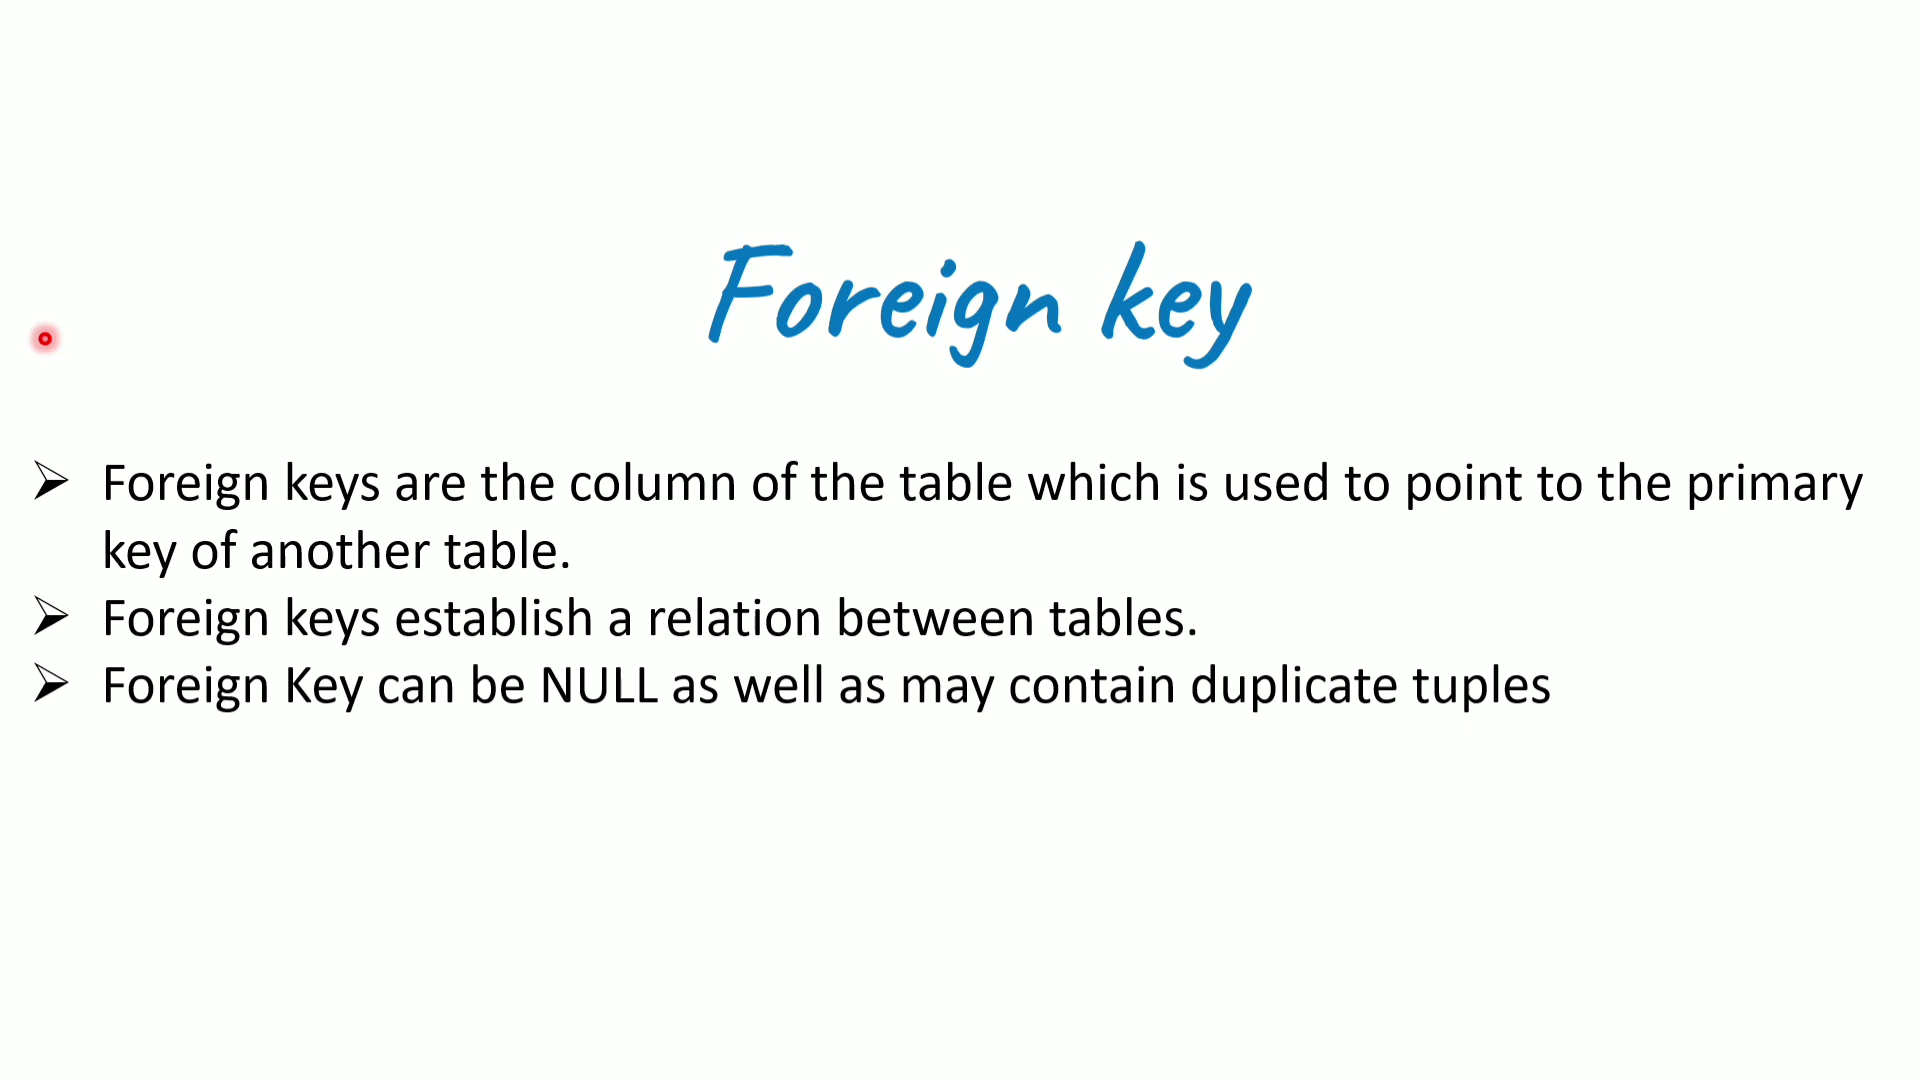 Foreign key
➢ Foreign keys are the column of the table which is used to point to the primary
key of another table.
➢ Foreign keys establish a relation between tables.
➢ Foreign Key can be NULL as well as may contain duplicate tuples